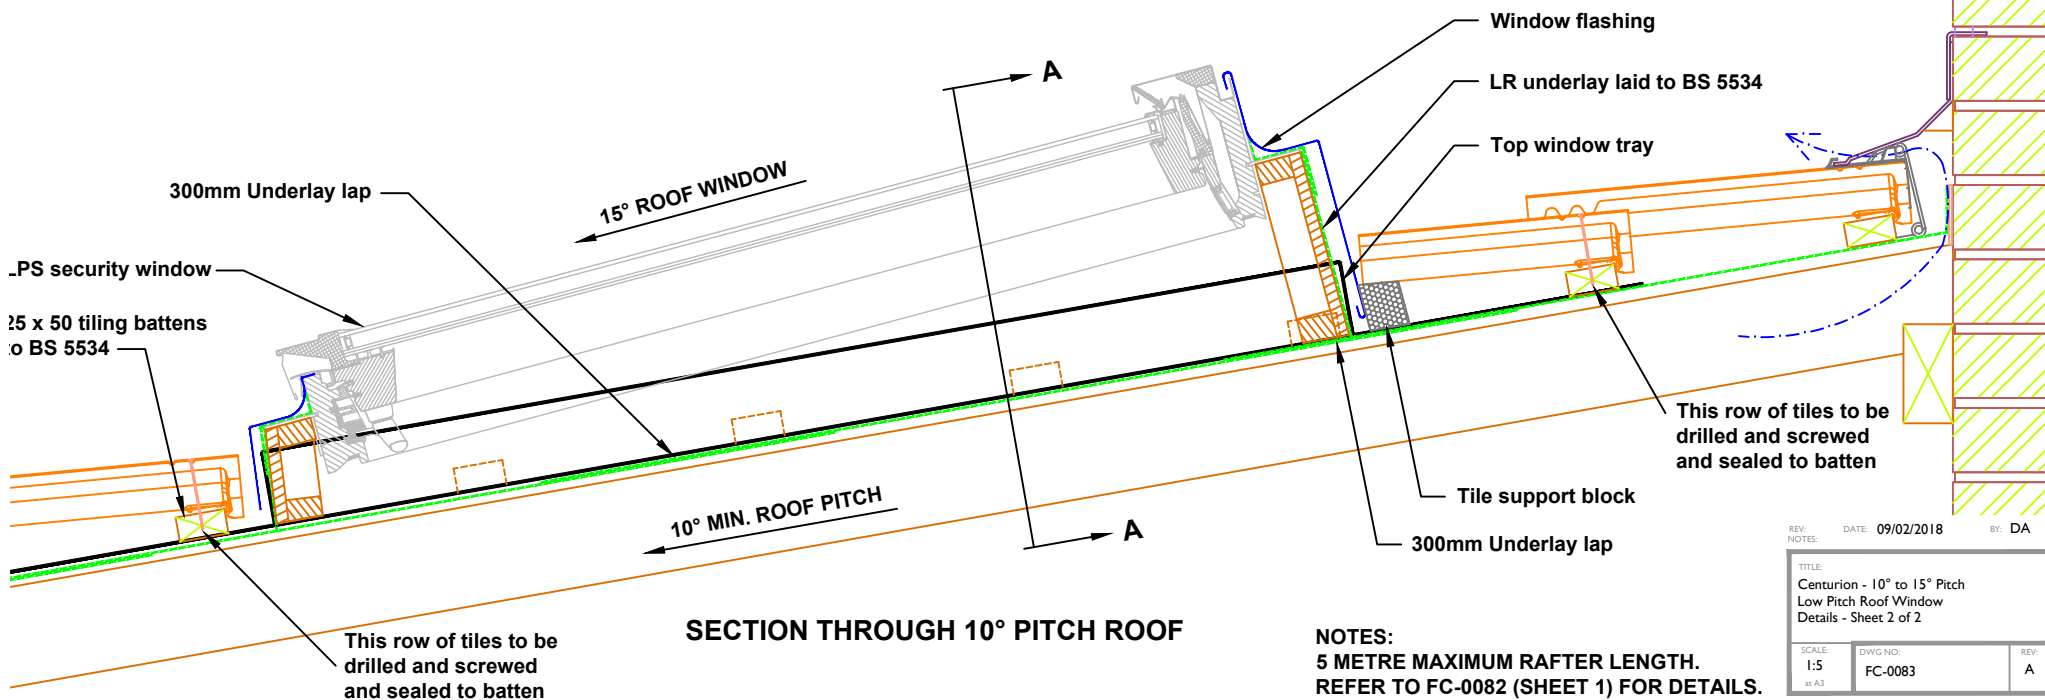 Window flashing
A
LR underlay laid to BS 5534
Top window tray
15° ROOF WINDOW
300mm Underlay lap
LPS security window
25 x 50 tiling battens
to BS 5534
This row of tiles to be
drilled and screwed
and sealed to batten
Tile support block
10° MIN. ROOF PITCH
A
300mm Underlay lap
SECTION THROUGH 10° PITCH ROOF
This row of tiles to be
drilled and screwed
and sealed to batten
NOTES:
5 METRE MAXIMUM RAFTER LENGTH.
REFER TO FC-0082 (SHEET 1) FOR DETAILS.
REV: DATE: 09/02/2018 BY: DA
NOTES:
TITLE:
Centurion - 10° to 15° Pitch
Low Pitch Roof Window
Details - Sheet 2 of 2
SCALE: DWG NO: REV:
1:5 FC-0083 A
at A3